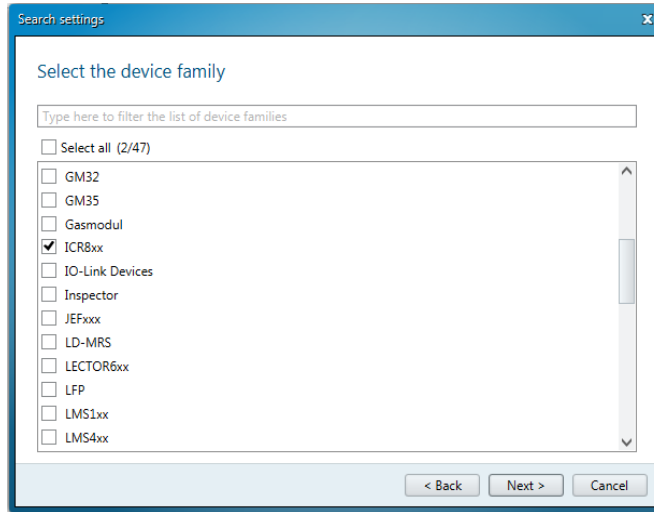 Search settings
Select the device family
Type here to filter the list of device families
Select all (2/47)
GM32
GM35
Gasmodul
ICR8xx
IO-Link Devices
Inspector
JEFxxx
LD-MRS
LECTOR6xx
LFP
LMS1xx
LMS4xx
< Back Next > Cancel